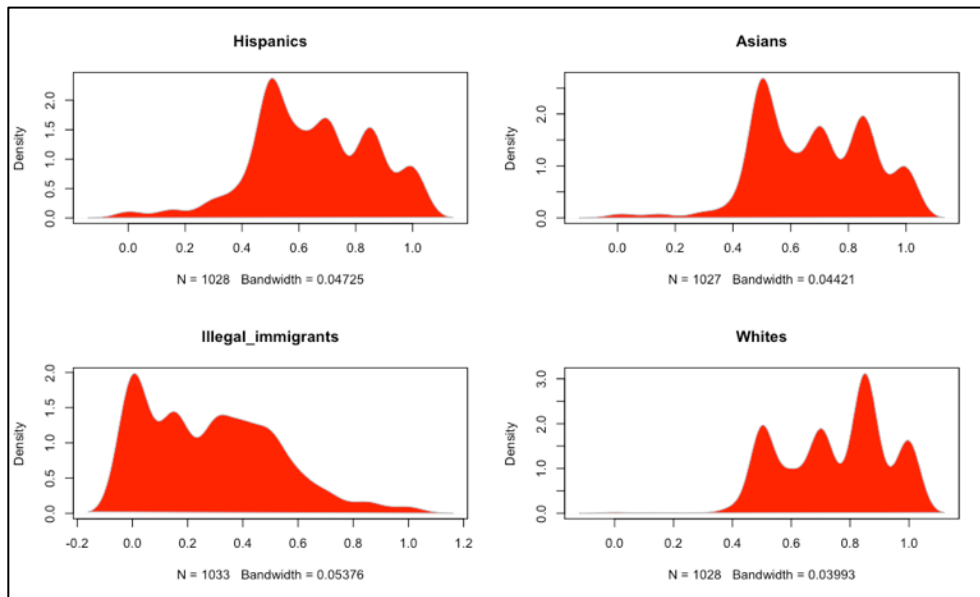 Hispanics
Density
0.0 0.5 1.0 1.5 2.0
0.0 0.2 0.4 0.6 0.8 1.0
N = 1028 Bandwidth = 0.04725
Asians
Density
0.0 1.0 2.0
0.0 0.2 0.4 0.6 0.8 1.0
N = 1027 Bandwidth = 0.04421
Illegal_immigrants
Density
0.0 0.5 1.0 1.5 2.0
-0.2 0.0 0.2 0.4 0.6 0.8 1.0 1.2
N = 1033 Bandwidth = 0.05376
Whites
Density
0.0 1.0 2.0 3.0
0.0 0.2 0.4 0.6 0.8 1.0
N = 1028 Bandwidth = 0.03993